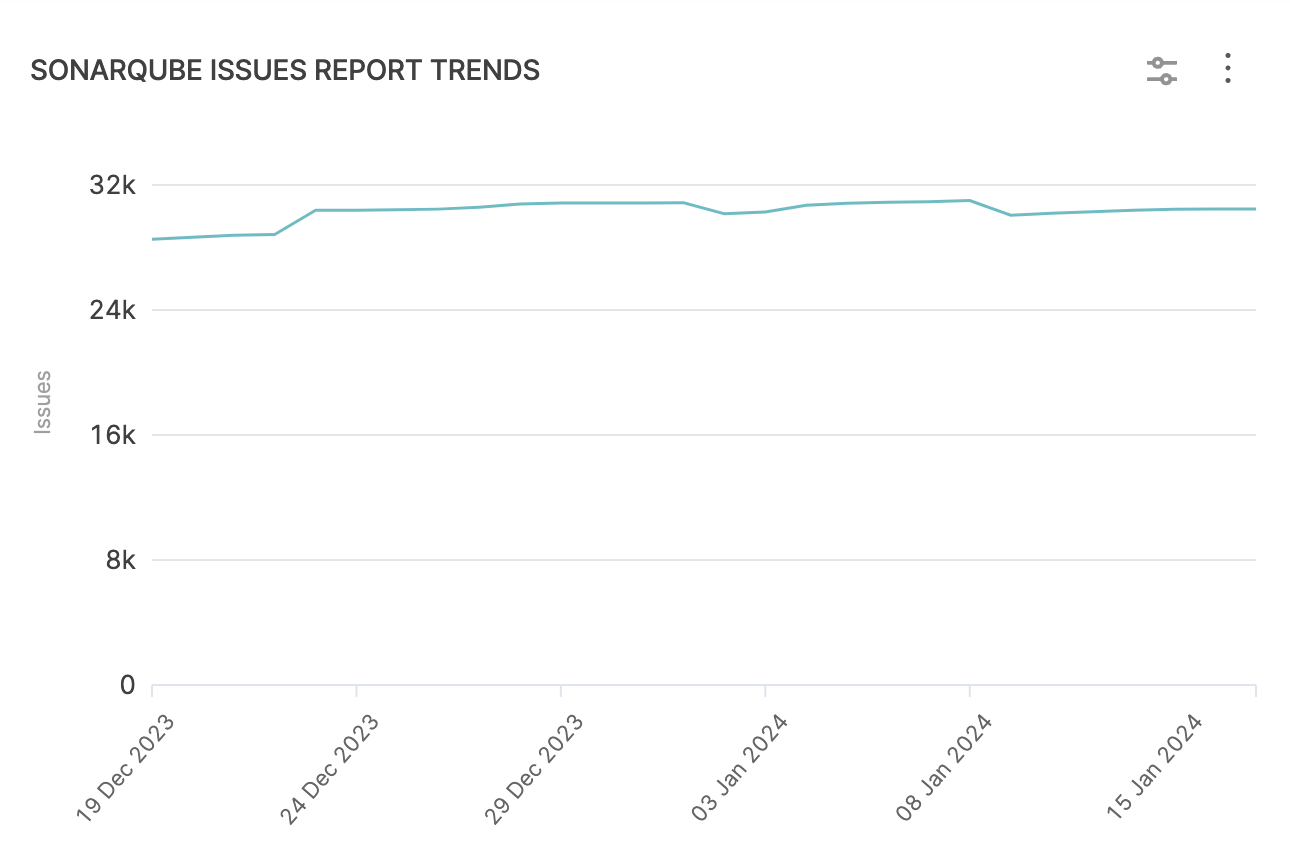 SONARQUBE ISSUES REPORT TRENDS
32k
24k
16k
8k
0
Issues
19 Dec 2023
24 Dec 2023
29 Dec 2023
03 Jan 2024
08 Jan 2024
15 Jan 2024